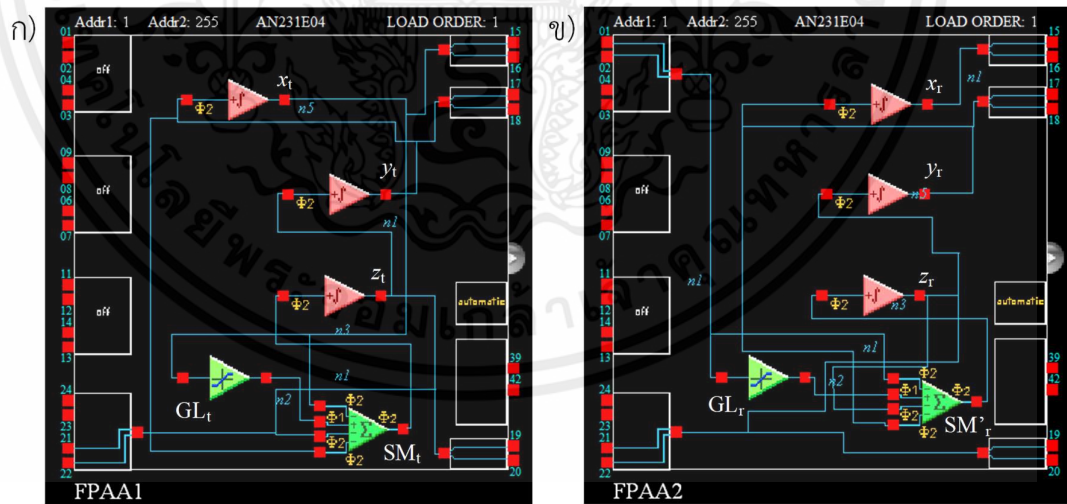 ก)
Addr1: 1 Addr2: 255 AN231E04 LOAD ORDER: 1
01
02
04
03
09
08
06
07
11
12
14
13
24
23
21
22
off
off
off
15
16
17
18
automatic
39
42
19
20
xt
Φ2
n5
yt
Φ2
n1
zt
Φ2
n3
n1
n2
GLt
Φ2
Φ1
Φ2
Φ2
Φ2
SMt
FPAA1
ข)
Addr1: 1 Addr2: 255 AN231E04 LOAD ORDER: 1
01
02
04
03
09
08
06
07
11
12
14
13
24
23
21
22
off
off
15
16
17
18
automatic
39
42
19
20
xr
Φ2
n1
yr
Φ2
n5
zr
Φ2
n3
n1
n1
n2
GLr
Φ2
Φ1
Φ2
Φ2
Φ2
SM'r
FPAA2